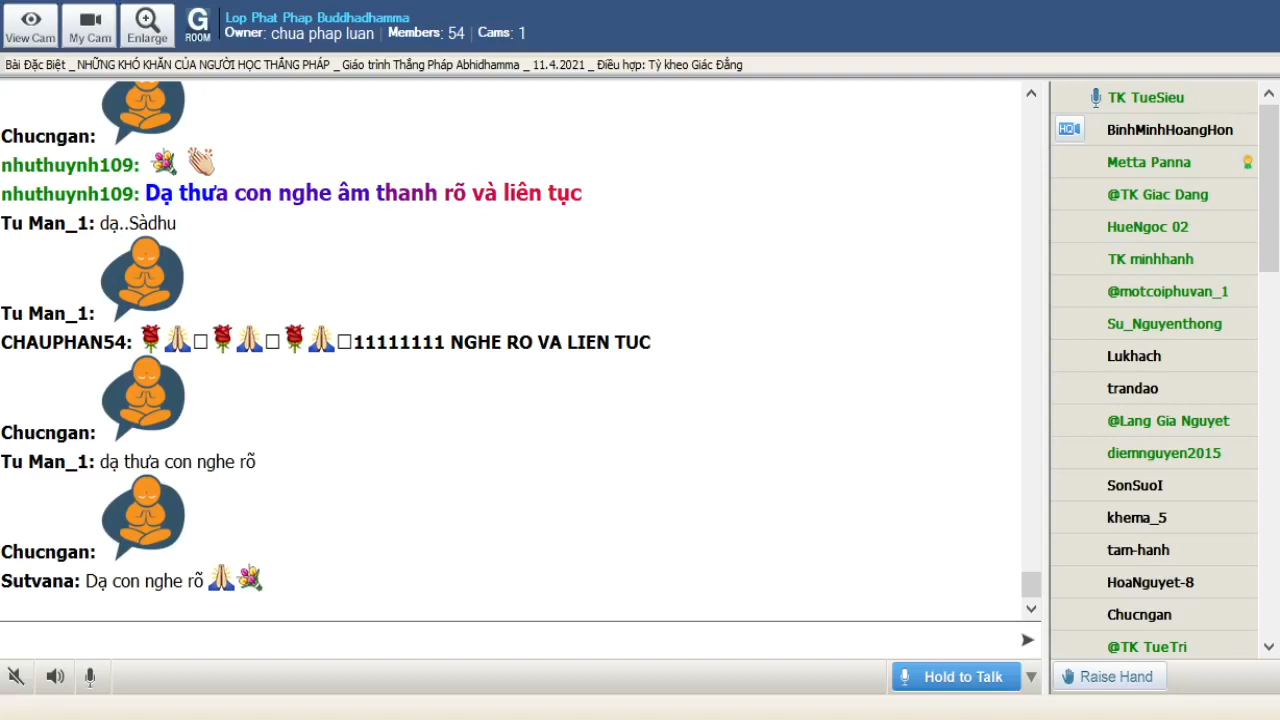 View Cam
My Cam
Enlarge
G
ROOM
Lop Phat Phap Buddhadhamma
Owner: chua phap luan | Members: 54 | Cams: 1
Bài Đặc Biệt _ NHỮNG KHÓ KHĂN CỦA NGƯỜI HỌC THẮNG PHÁP _ Giáo trình Thắng Pháp Abhidhamma _ 11.4.2021 _ Điều hợp: Tỳ kheo Giác Đẳng
Chucngan:
nhuthuynh109:
nhuthuynh109: Dạ thưa con nghe âm thanh rõ và liên tục
Tu Man_1: dạ..Sàdhu
Tu Man_1:
CHAUPHAN54: 11111111 NGHE RO VA LIEN TUC
Chucngan:
Tu Man_1: dạ thưa con nghe rõ
Chucngan:
Sutvana: Dạ con nghe rõ
TK TueSieu
HQ
BinhMinhHoangHon
Metta Panna
@TK Giac Dang
HueNgoc 02
TK minhhanh
@motcoiphuvan_1
Su_Nguyenthong
Lukhach
trandao
@Lang Gia Nguyet
diemnguyen2015
SonSuoI
khema_5
tam-hanh
HoaNguyet-8
Chucngan
@TK TueTri
Hold to Talk
Raise Hand